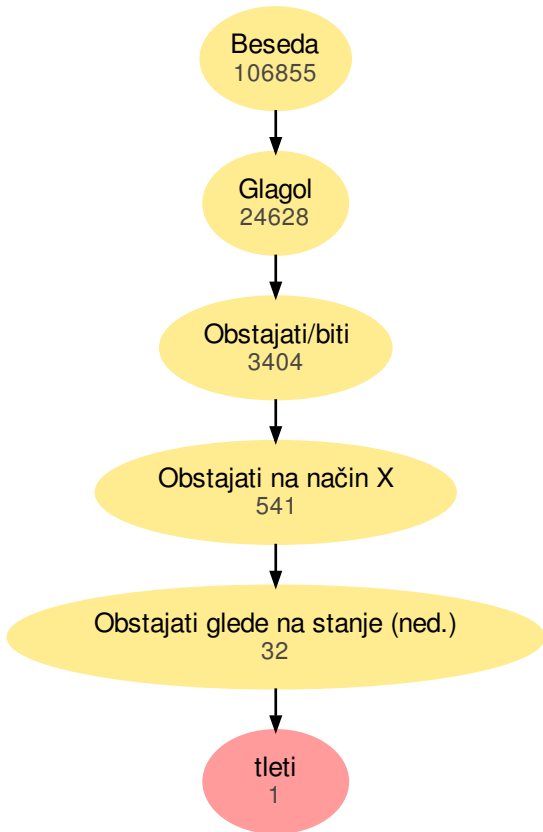 Beseda
106855
Glagol
24628
Obstajati/biti
3404
Obstajati na način X
541
Obstajati glede na stanje (ned.)
32
tleti
1